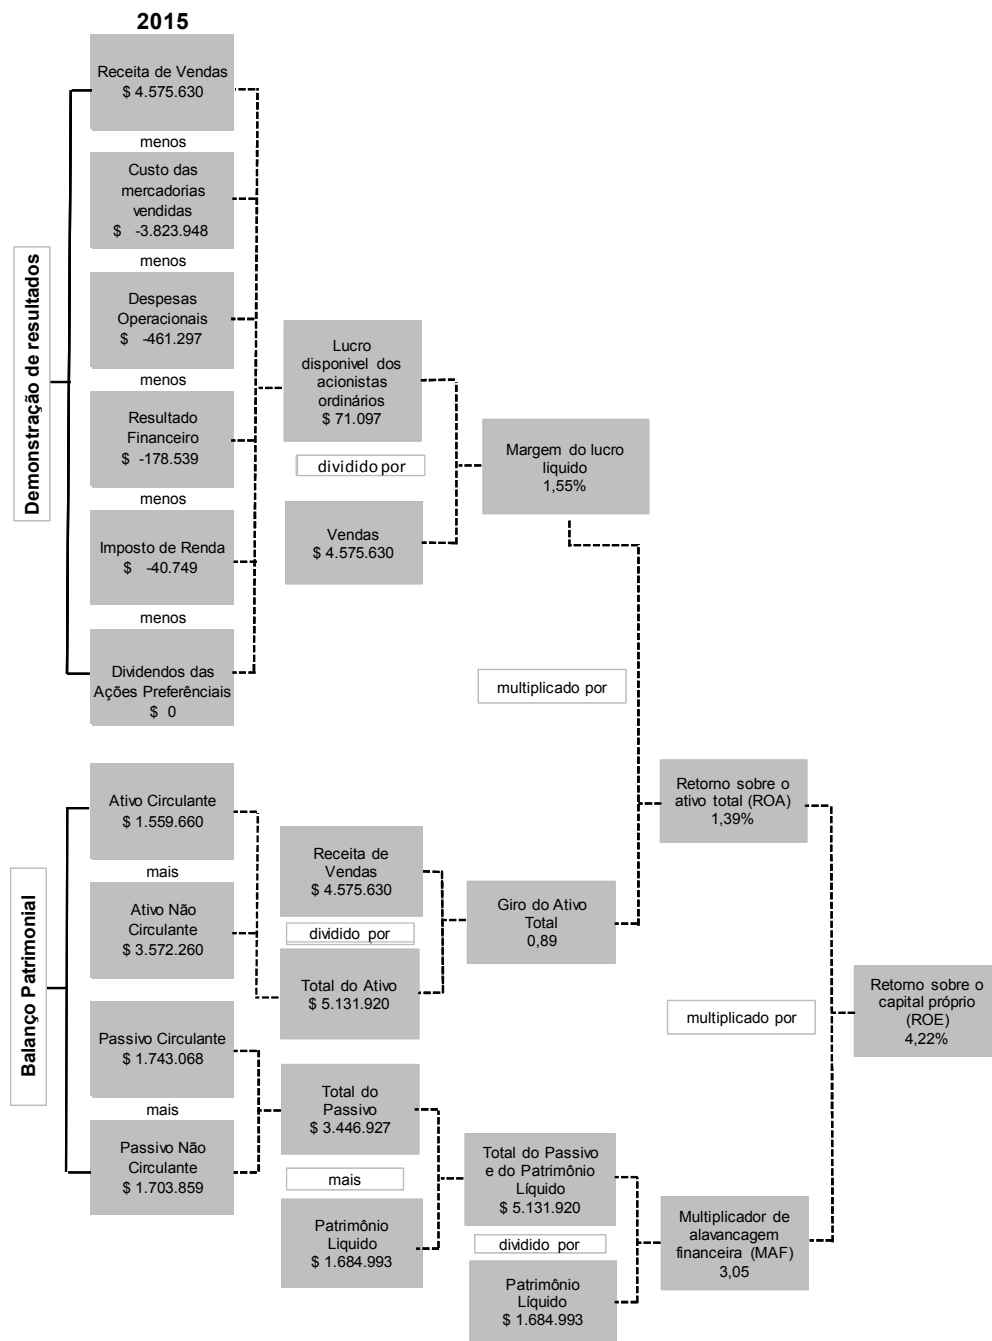 2015
Demonstração de resultados
Receita de Vendas
$ 4.575.630
menos
Custo das
mercadorias
vendidas
$ -3.823.948
menos
Despesas
Operacionais
$ -461.297
menos
Resultado
Financeiro
$ -178.539
menos
Imposto de Renda
$ -40.749
menos
Dividendos das
Ações Preferênciais
$ 0
Lucro
disponivel dos
acionistas
ordinários
$ 71.097
dividido por
Vendas
$ 4.575.630
Margem do lucro
liquido
1,55%
multiplicado por
Balanço Patrimonial
Ativo Circulante
$ 1.559.660
mais
Ativo Não
Circulante
$ 3.572.260
Passivo Circulante
$ 1.743.068
mais
Passivo Não
Circulante
$ 1.703.859
Receita de
Vendas
$ 4.575.630
dividido por
Total do Ativo
$ 5.131.920
Total do
Passivo
$ 3.446.927
mais
Patrimônio
Liquido
$ 1.684.993
Giro do Ativo
Total
0,89
Total do Passivo
e do Patrimônio
Líquido
$ 5.131.920
dividido por
Patrimônio
Líquido
$ 1.684.993
Retorno sobre o
ativo total (ROA)
1,39%
multiplicado por
Multiplicador de
alavancagem
financeira (MAF)
3,05
Retorno sobre o
capital próprio
(ROE)
4,22%